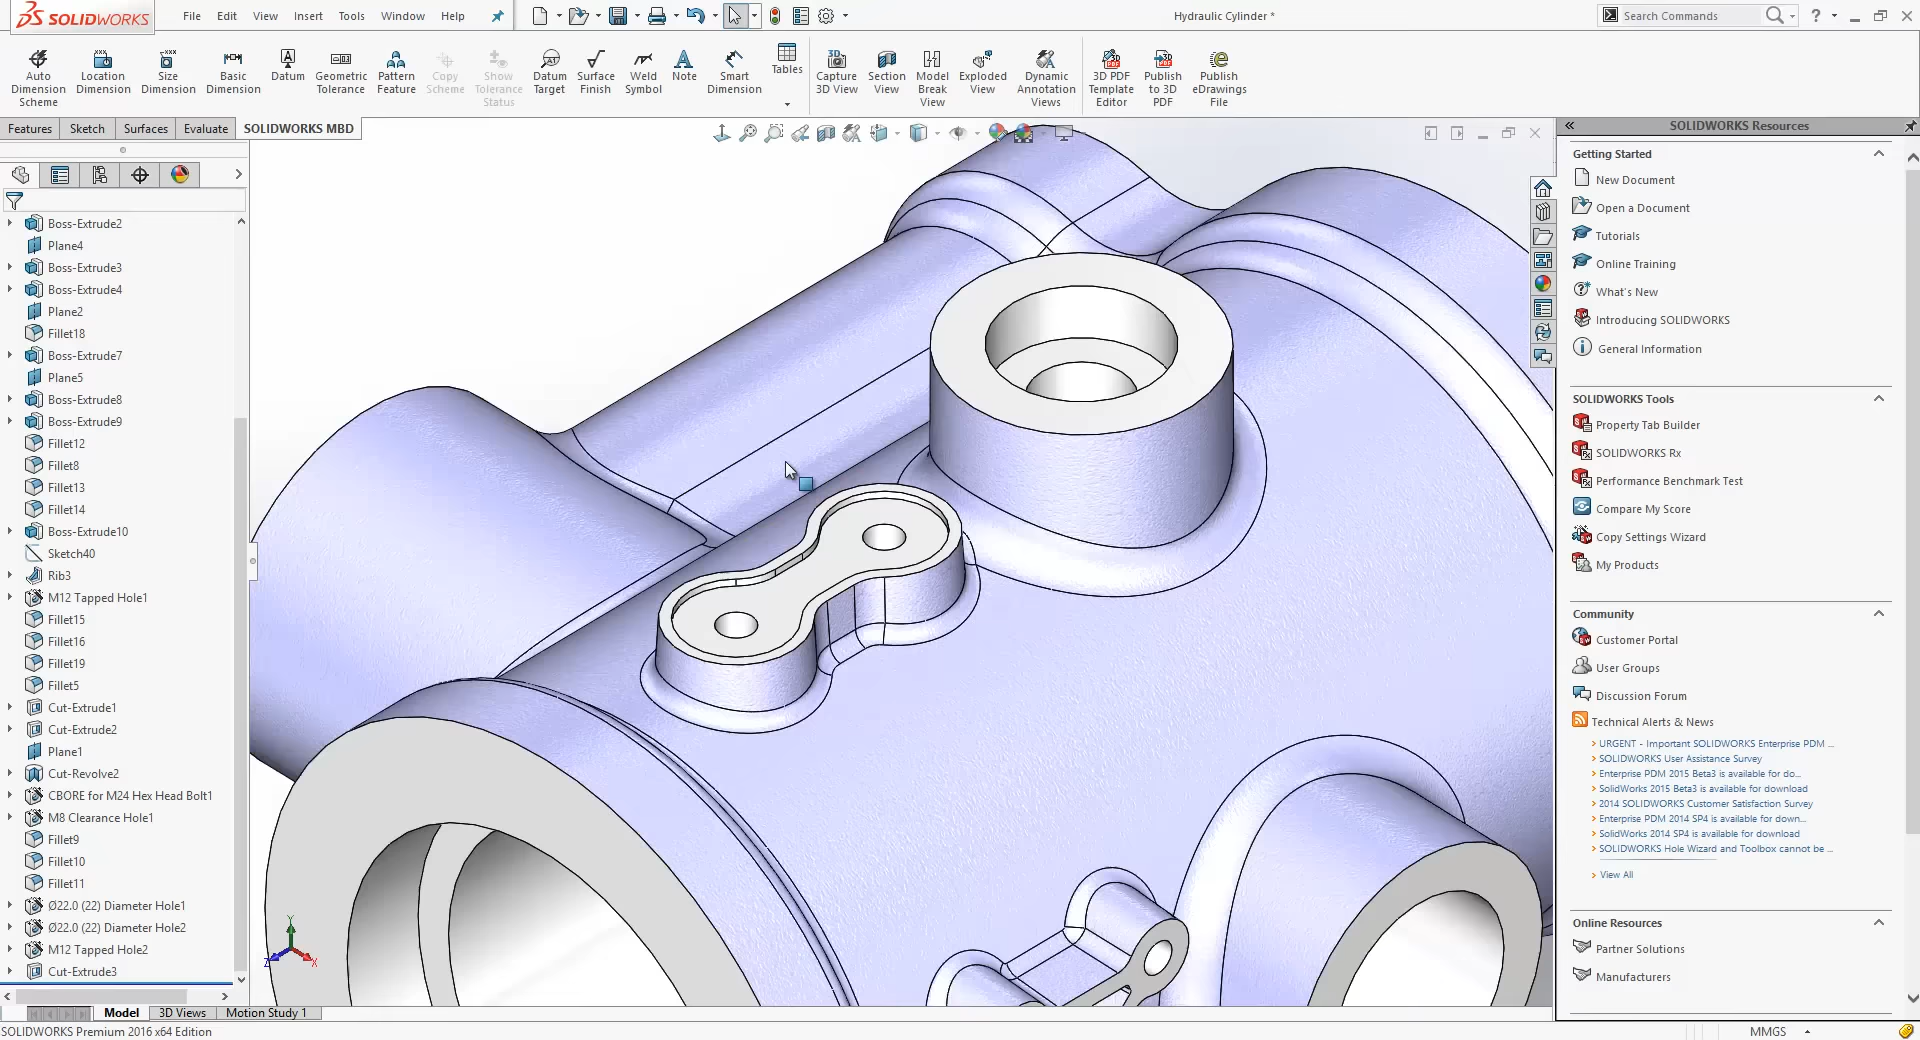 SOLIDWORKS
File Edit View Insert Tools Window Help
Hydraulic Cylinder *
Search Commands
Auto Dimension Scheme
Location Dimension
Size Dimension
Basic Dimension
Datum
Geometric Tolerance
Pattern Feature
Copy Scheme
Show Tolerance Status
Datum Target
Surface Finish
Weld Symbol
Note
Smart Dimension
Tables
Capture 3D View
Section View
Model Break View
Exploded View
Dynamic Annotation Views
3D PDF Template Editor
Publish to 3D PDF
Publish eDrawings File
Features Sketch Surfaces Evaluate SOLIDWORKS MBD
Boss-Extrude2
Plane4
Boss-Extrude3
Boss-Extrude4
Plane2
Fillet18
Boss-Extrude7
Plane5
Boss-Extrude8
Boss-Extrude9
Fillet12
Fillet8
Fillet13
Fillet14
Boss-Extrude10
Sketch40
Rib3
M12 Tapped Hole1
Fillet15
Fillet16
Fillet19
Fillet5
Cut-Extrude1
Cut-Extrude2
Plane1
Cut-Revolve2
CBORE for M24 Hex Head Bolt1
M8 Clearance Hole1
Fillet9
Fillet10
Fillet11
Ø22.0 (22) Diameter Hole1
Ø22.0 (22) Diameter Hole2
M12 Tapped Hole2
Cut-Extrude3
Y
Z
X
SOLIDWORKS Resources
Getting Started
New Document
Open a Document
Tutorials
Online Training
What's New
Introducing SOLIDWORKS
General Information
SOLIDWORKS Tools
Property Tab Builder
SOLIDWORKS Rx
Performance Benchmark Test
Compare My Score
Copy Settings Wizard
My Products
Community
Customer Portal
User Groups
Discussion Forum
Technical Alerts & News
URGENT - Important SOLIDWORKS Enterprise PDM ...
SOLIDWORKS User Assistance Survey
Enterprise PDM 2015 Beta3 is available for do...
SolidWorks 2015 Beta3 is available for download
2014 SOLIDWORKS Customer Satisfaction Survey
Enterprise PDM 2014 SP4 is available for down...
SolidWorks 2014 SP4 is available for download
SOLIDWORKS Hole Wizard and Toolbox cannot be ...
View All
Online Resources
Partner Solutions
Manufacturers
Model 3D Views Motion Study 1
SOLIDWORKS Premium 2016 x64 Edition
MMGS